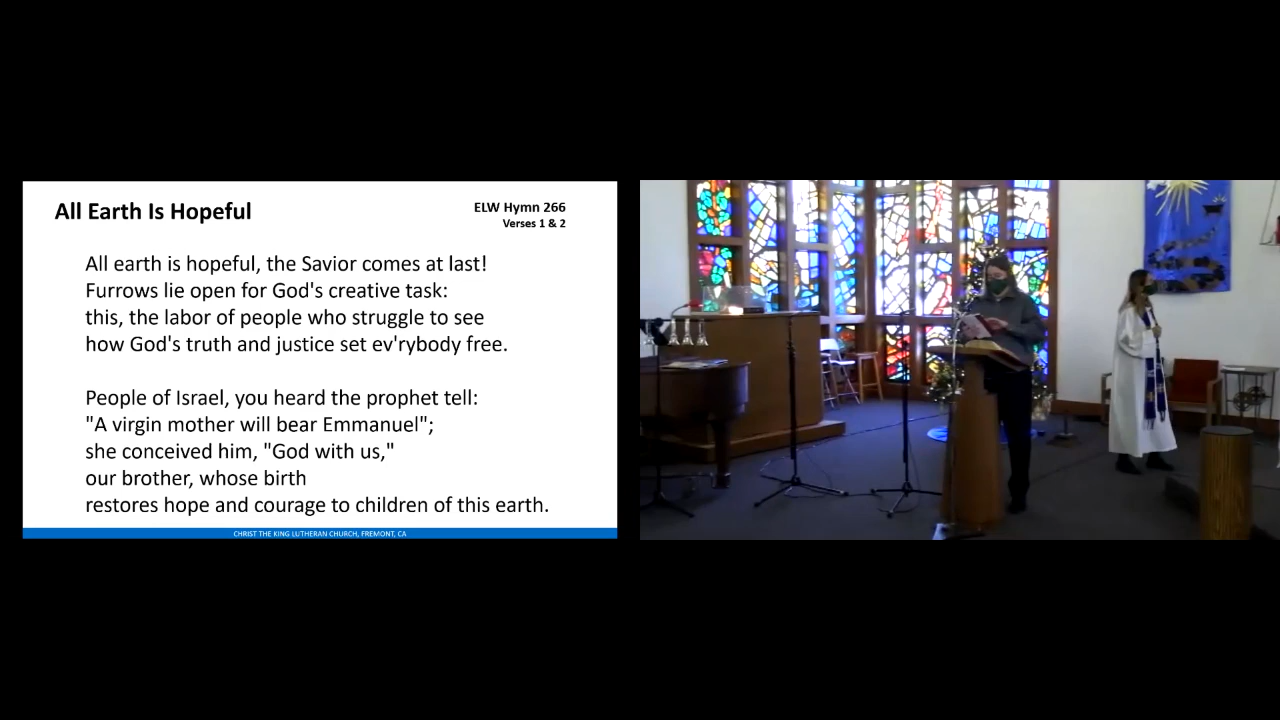 All Earth Is Hopeful
ELW Hymn 266
Verses 1 & 2
All earth is hopeful, the Savior comes at last!
Furrows lie open for God's creative task:
this, the labor of people who struggle to see
how God's truth and justice set ev'rybody free.
People of Israel, you heard the prophet tell:
"A virgin mother will bear Emmanuel";
she conceived him, "God with us,"
our brother, whose birth
restores hope and courage to children of this earth.
CHRIST THE KING LUTHERAN CHURCH, FREMONT, CA